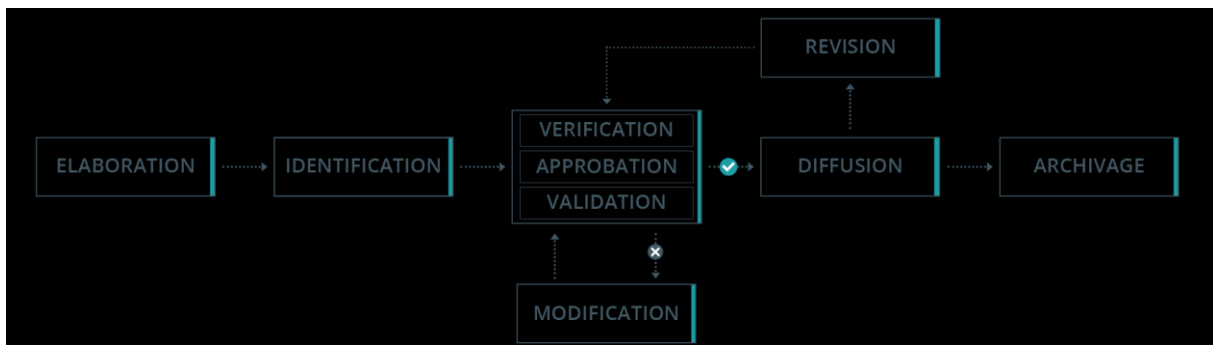 REVISION
VERIFICATION
ELABORATION
IDENTIFICATION
APPROBATION
DIFFUSION
ARCHIVAGE
VALIDATION
MODIFICATION